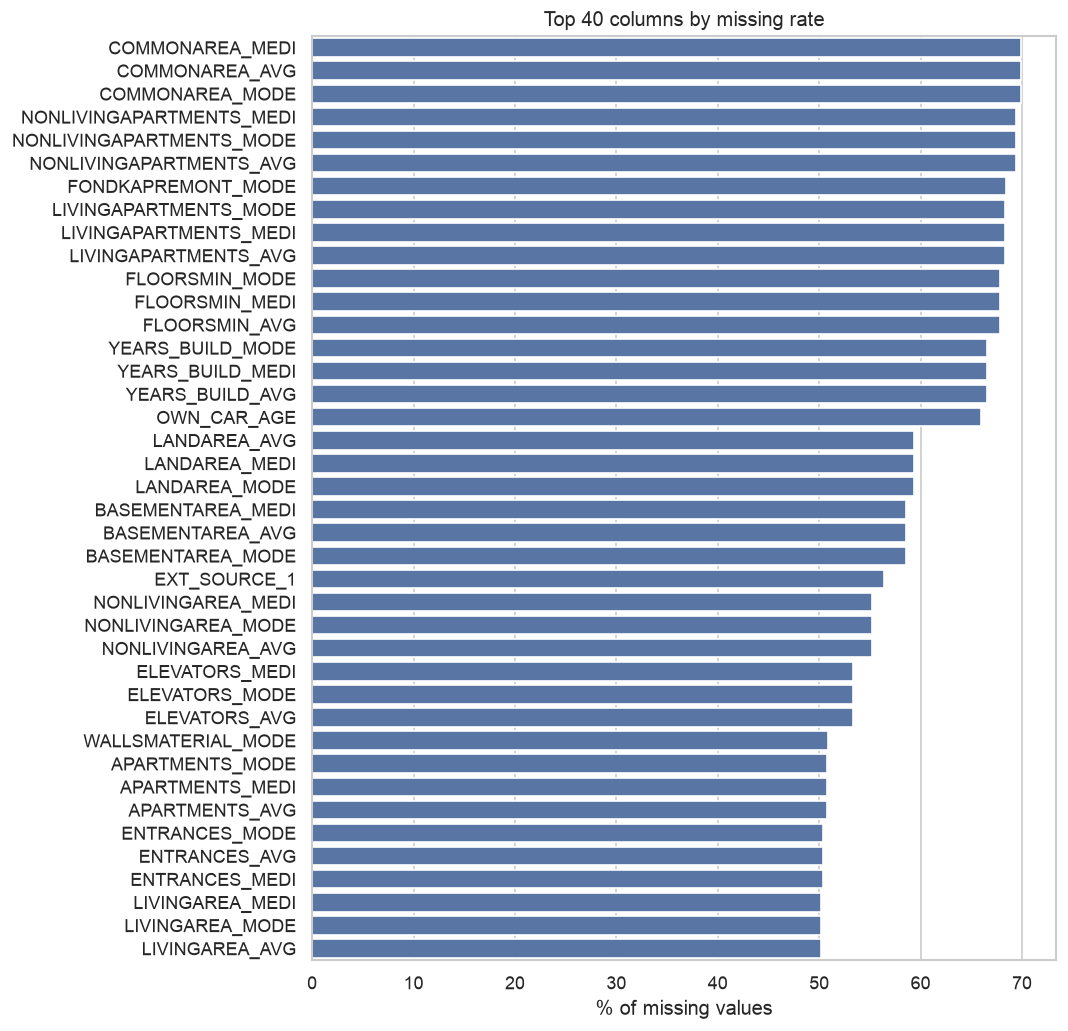 Top 40 columns by missing rate
COMMONAREA_MEDI
COMMONAREA_AVG
COMMONAREA_MODE
NONLIVINGAPARTMENTS_MEDI
NONLIVINGAPARTMENTS_MODE
NONLIVINGAPARTMENTS_AVG
FONDKAPREMONT_MODE
LIVINGAPARTMENTS_MODE
LIVINGAPARTMENTS_MEDI
LIVINGAPARTMENTS_AVG
FLOORSMIN_MODE
FLOORSMIN_MEDI
FLOORSMIN_AVG
YEARS_BUILD_MODE
YEARS_BUILD_MEDI
YEARS_BUILD_AVG
OWN_CAR_AGE
LANDAREA_AVG
LANDAREA_MEDI
LANDAREA_MODE
BASEMENTAREA_MEDI
BASEMENTAREA_AVG
BASEMENTAREA_MODE
EXT_SOURCE_1
NONLIVINGAREA_MEDI
NONLIVINGAREA_MODE
NONLIVINGAREA_AVG
ELEVATORS_MEDI
ELEVATORS_MODE
ELEVATORS_AVG
WALLSMATERIAL_MODE
APARTMENTS_MODE
APARTMENTS_MEDI
APARTMENTS_AVG
ENTRANCES_MODE
ENTRANCES_AVG
ENTRANCES_MEDI
LIVINGAREA_MEDI
LIVINGAREA_MODE
LIVINGAREA_AVG
0 10 20 30 40 50 60 70
% of missing values